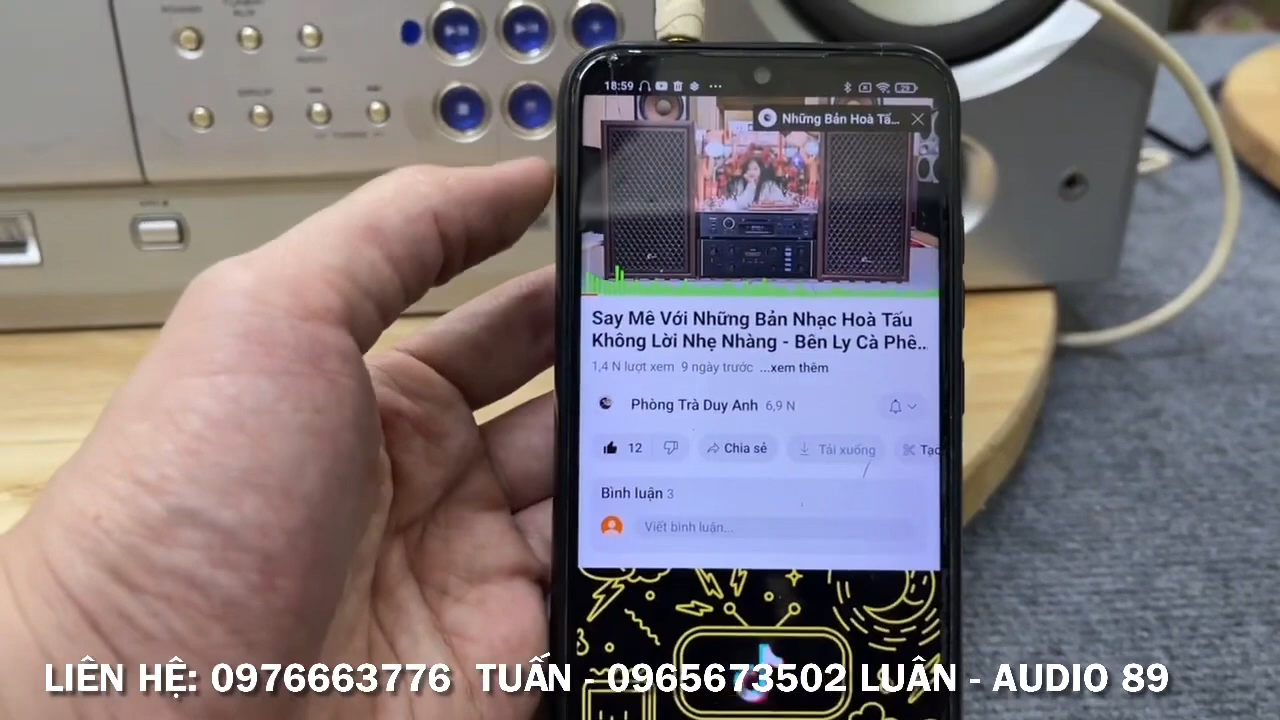 18:59
29
Những Bản Hoà Tấ...
Say Mê Với Những Bản Nhạc Hoà Tấu
Không Lời Nhẹ Nhàng - Bên Ly Cà Phê...
1,4 N lượt xem 9 ngày trước ...xem thêm
Phòng Trà Duy Anh 6,9 N
12 Chia sẻ Tải xuống Tạo
Bình luận 3
Viết bình luận...
LIÊN HỆ: 0976663776 TUẤN - 0965673502 LUÂN - AUDIO 89